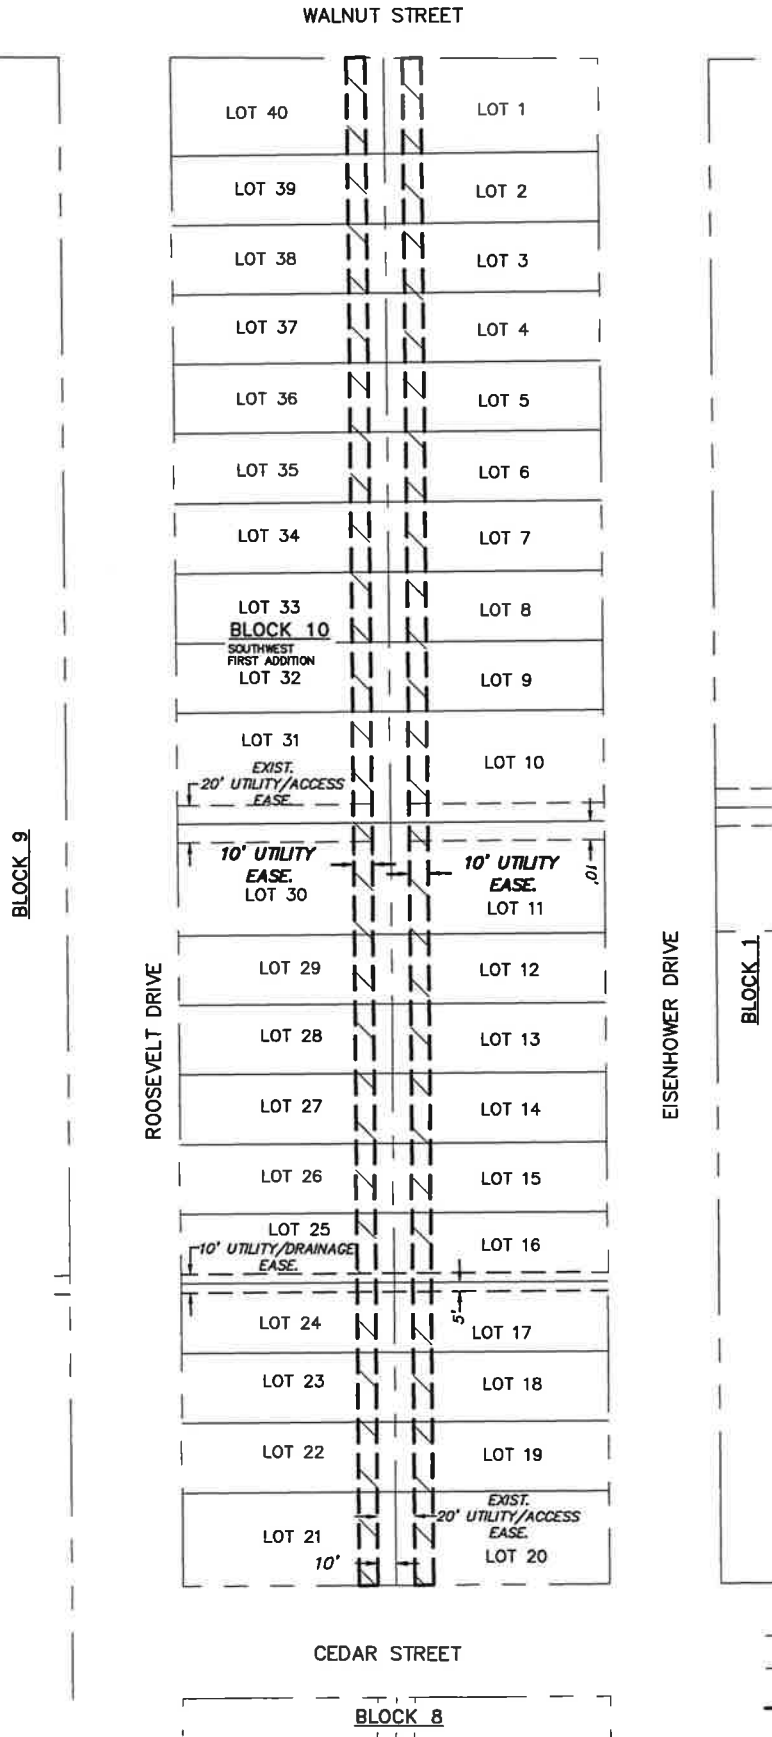 WALNUT STREET
LOT 40
LOT 1
LOT 39
LOT 2
LOT 38
LOT 3
LOT 37
LOT 4
LOT 36
LOT 5
LOT 35
LOT 6
LOT 34
LOT 7
LOT 33
LOT 8
BLOCK 10
SOUTHWEST
FIRST ADDITION
LOT 32
LOT 9
LOT 31
LOT 10
EXIST.
20' UTILITY/ACCESS
EASE.
BLOCK 9
10' UTILITY
EASE.
10' UTILITY
EASE.
10'
LOT 30
LOT 11
LOT 29
LOT 12
ROOSEVELT DRIVE
EISENHOWER DRIVE
BLOCK 1
LOT 28
LOT 13
LOT 27
LOT 14
LOT 26
LOT 15
LOT 25
LOT 16
10' UTILITY/DRAINAGE
EASE.
5'
LOT 24
LOT 17
LOT 23
LOT 18
LOT 22
LOT 19
EXIST.
20' UTILITY/ACCESS
EASE.
LOT 21
LOT 20
10'
CEDAR STREET
BLOCK 8